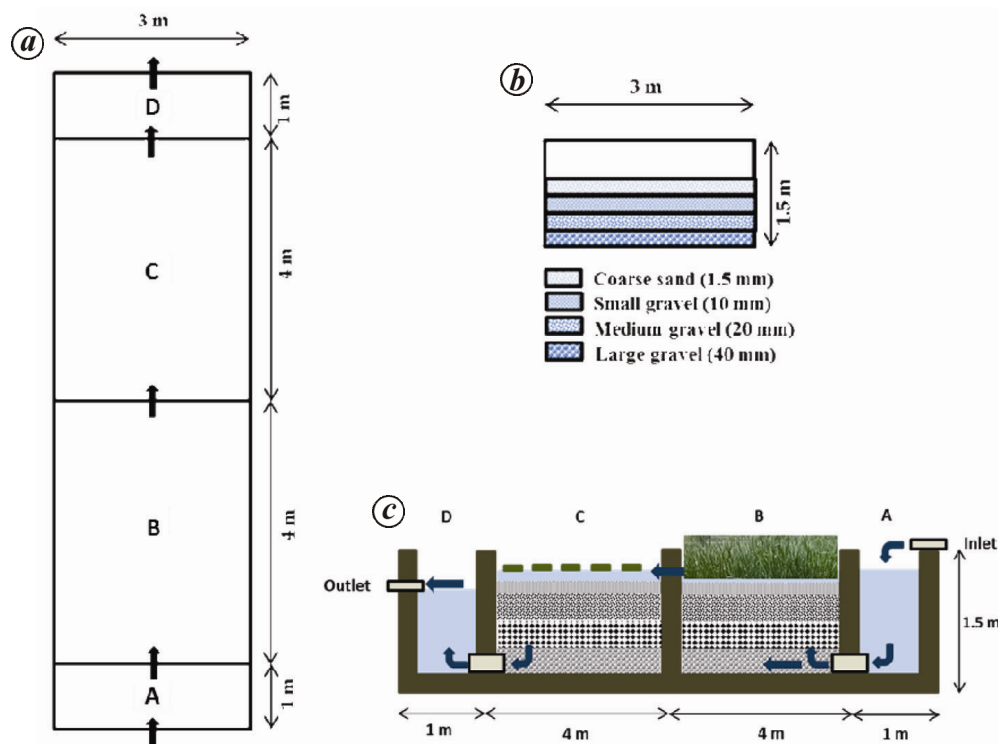 a
3 m
D
1 m
C
4 m
B
4 m
A
1 m
b
3 m
1.5 m
Coarse sand (1.5 mm)
Small gravel (10 mm)
Medium gravel (20 mm)
Large gravel (40 mm)
c
D
C
B
A
Inlet
Outlet
1.5 m
1 m
4 m
4 m
1 m